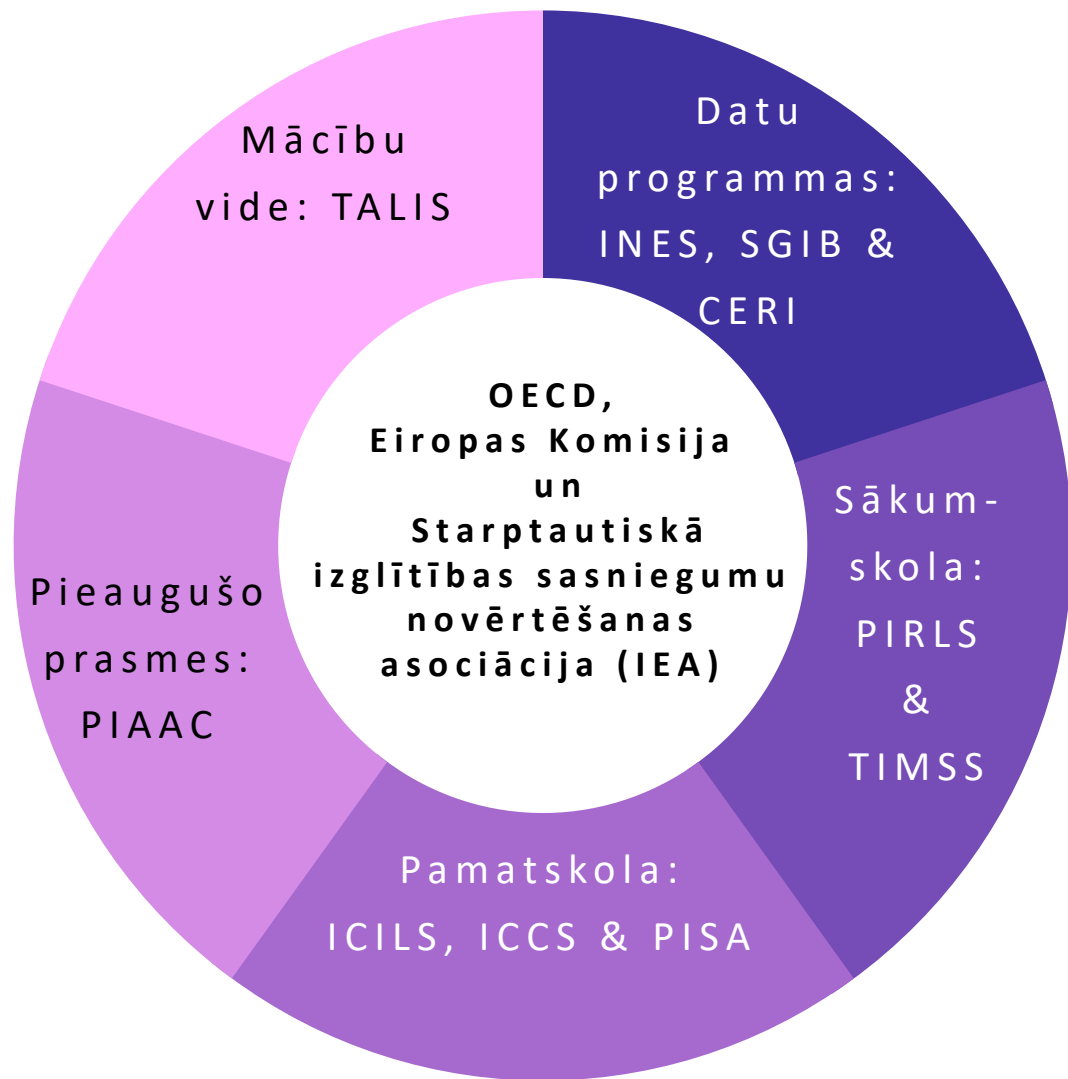 Mācību
vide: TALIS
Datu
programmas:
INES, SGIB &
CERI
OECD,
Eiropas Komisija
un
Starptautiskā
izglītības sasniegumu
novērtēšanas
asociācija (IEA)
Sākum-
skola:
PIRLS
&
TIMSS
Pieaugušo
prasmes:
PIAAC
Pamatskola:
ICILS, ICCS & PISA